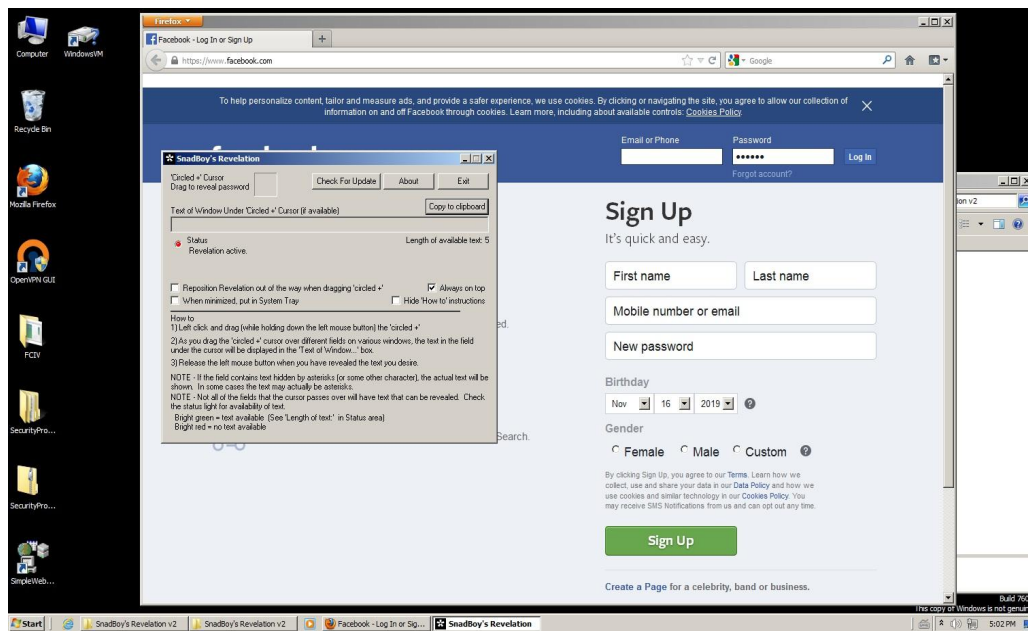 Computer
WindowsVM
Recycle Bin
Mozilla Firefox
OpenVPN GUI
FCIV
SecurityPro...
SecurityPro...
SimpleWeb...
Firefox
Facebook - Log In or Sign Up
https://www.facebook.com
Google
To help personalize content, tailor and measure ads, and provide a safer experience, we use cookies. By clicking or navigating the site, you agree to allow our collection of
information on and off Facebook through cookies. Learn more, including about available controls: Cookies Policy.
Email or Phone
Password
Log In
Forgot account?
SnadBoy's Revelation
'Circled +' Cursor
Drag to reveal password
Check For Update
About
Exit
Text of Window Under 'Circled +' Cursor (if available)
Copy to clipboard
Status
Revelation active.
Length of available text: 5
Reposition Revelation out of the way when dragging 'circled +'
Always on top
When minimized, put in System Tray
Hide 'How to' instructions
How to
1) Left click and drag (while holding down the left mouse button) the 'circled +'
2) As you drag the 'circled +' cursor over different fields on various windows, the text in the field
under the cursor will be displayed in the 'Text of Window...' box.
3) Release the left mouse button when you have revealed the text you desire.
NOTE - If the field contains text hidden by asterisks (or some other character), the actual text will be
shown. In some cases the text may actually be asterisks.
NOTE - Not all of the fields that the cursor passes over will have text that can be revealed. Check
the status light for availability of text.
Bright green = text available (See 'Length of text:' in Status area)
Bright red = no text available
ed.
Search.
Sign Up
It's quick and easy.
First name
Last name
Mobile number or email
New password
Birthday
Nov
16
2019
Gender
Female
Male
Custom
By clicking Sign Up, you agree to our Terms. Learn how we
collect, use and share your data in our Data Policy and how we
use cookies and similar technology in our Cookies Policy. You
may receive SMS Notifications from us and can opt out any time.
Sign Up
Create a Page for a celebrity, band or business.
ion v2
Build 760
This copy of Windows is not genuin
Start
SnadBoy's Revelation v2
SnadBoy's Revelation v2
Facebook - Log In or Sig...
SnadBoy's Revelation
5:02 PM